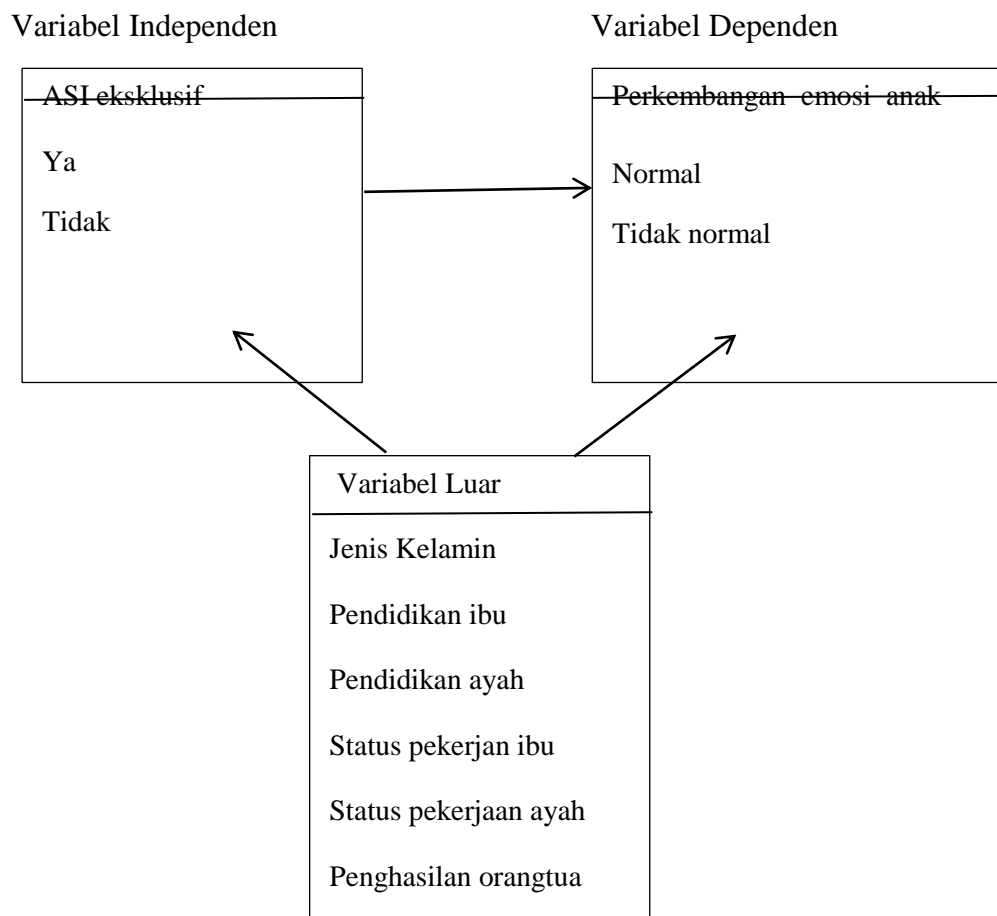 Variabel Independen
Variabel Dependen
ASI eksklusif
Ya
Tidak
Perkembangan emosi anak
Normal
Tidak normal
Variabel Luar
Jenis Kelamin
Pendidikan ibu
Pendidikan ayah
Status pekerjan ibu
Status pekerjaan ayah
Penghasilan orangtua